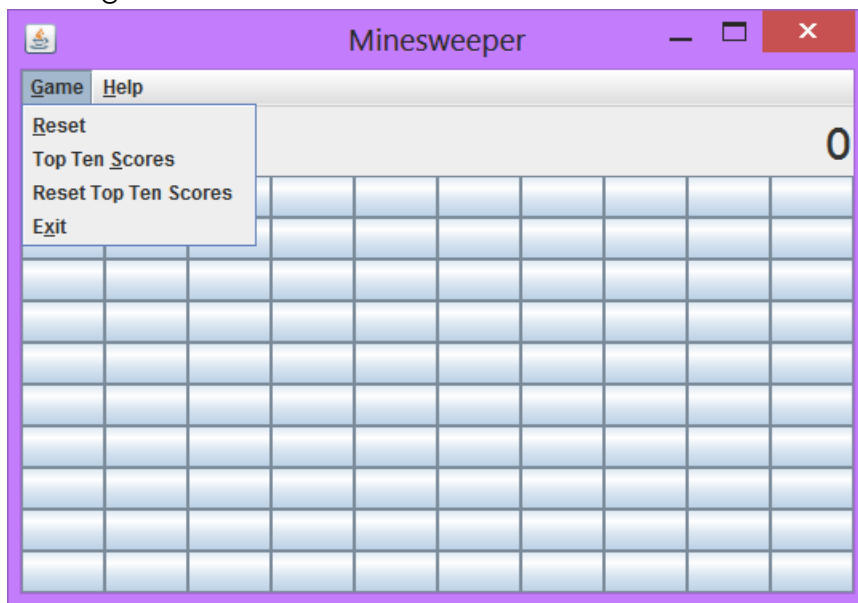 Minesweeper
Game Help
Reset
Top Ten Scores
Reset Top Ten Scores
Exit
0